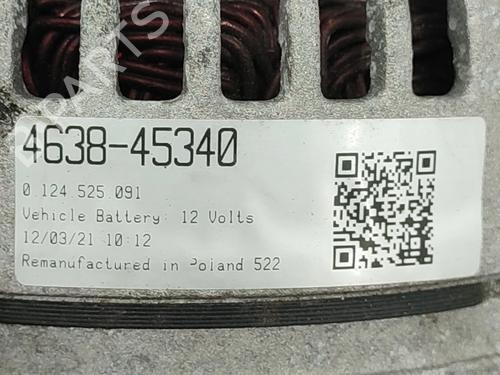 B-PARTS
4638-45340
0 124 525 091
Vehicle Battery: 12 Volts
12/03/21 10:12
Remanufactured in Poland 522